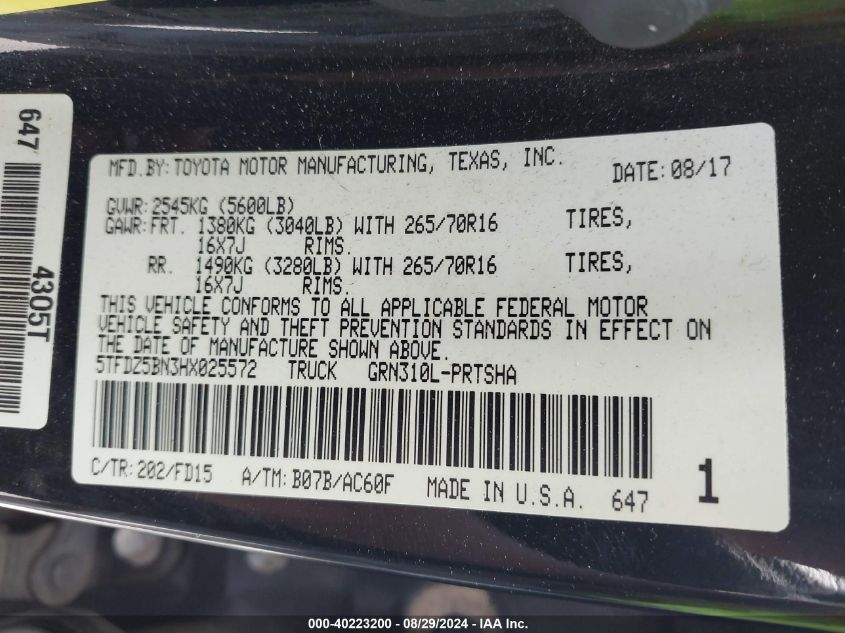 647
4305T
MFD.BY:TOYOTA MOTOR MANUFACTURING, TEXAS, INC.
DATE:08/17
GVWR:2545KG (5600LB)
GAWR:FRT. 1380KG (3040LB) WITH 265/70R16 TIRES,
16X7J RIMS.
RR. 1490KG (3280LB) WITH 265/70R16 TIRES,
16X7J RIMS.
THIS VEHICLE CONFORMS TO ALL APPLICABLE FEDERAL MOTOR
VEHICLE SAFETY AND THEFT PREVENTION STANDARDS IN EFFECT ON
THE DATE OF MANUFACTURE SHOWN ABOVE.
5TFDZ5BN3HX025572 TRUCK GRN310L-PRTSHA
C/TR:202/FD15 A/TM:B07B/AC60F MADE IN U.S.A. 647 1
000-40223200 - 08/29/2024 - IAA Inc.